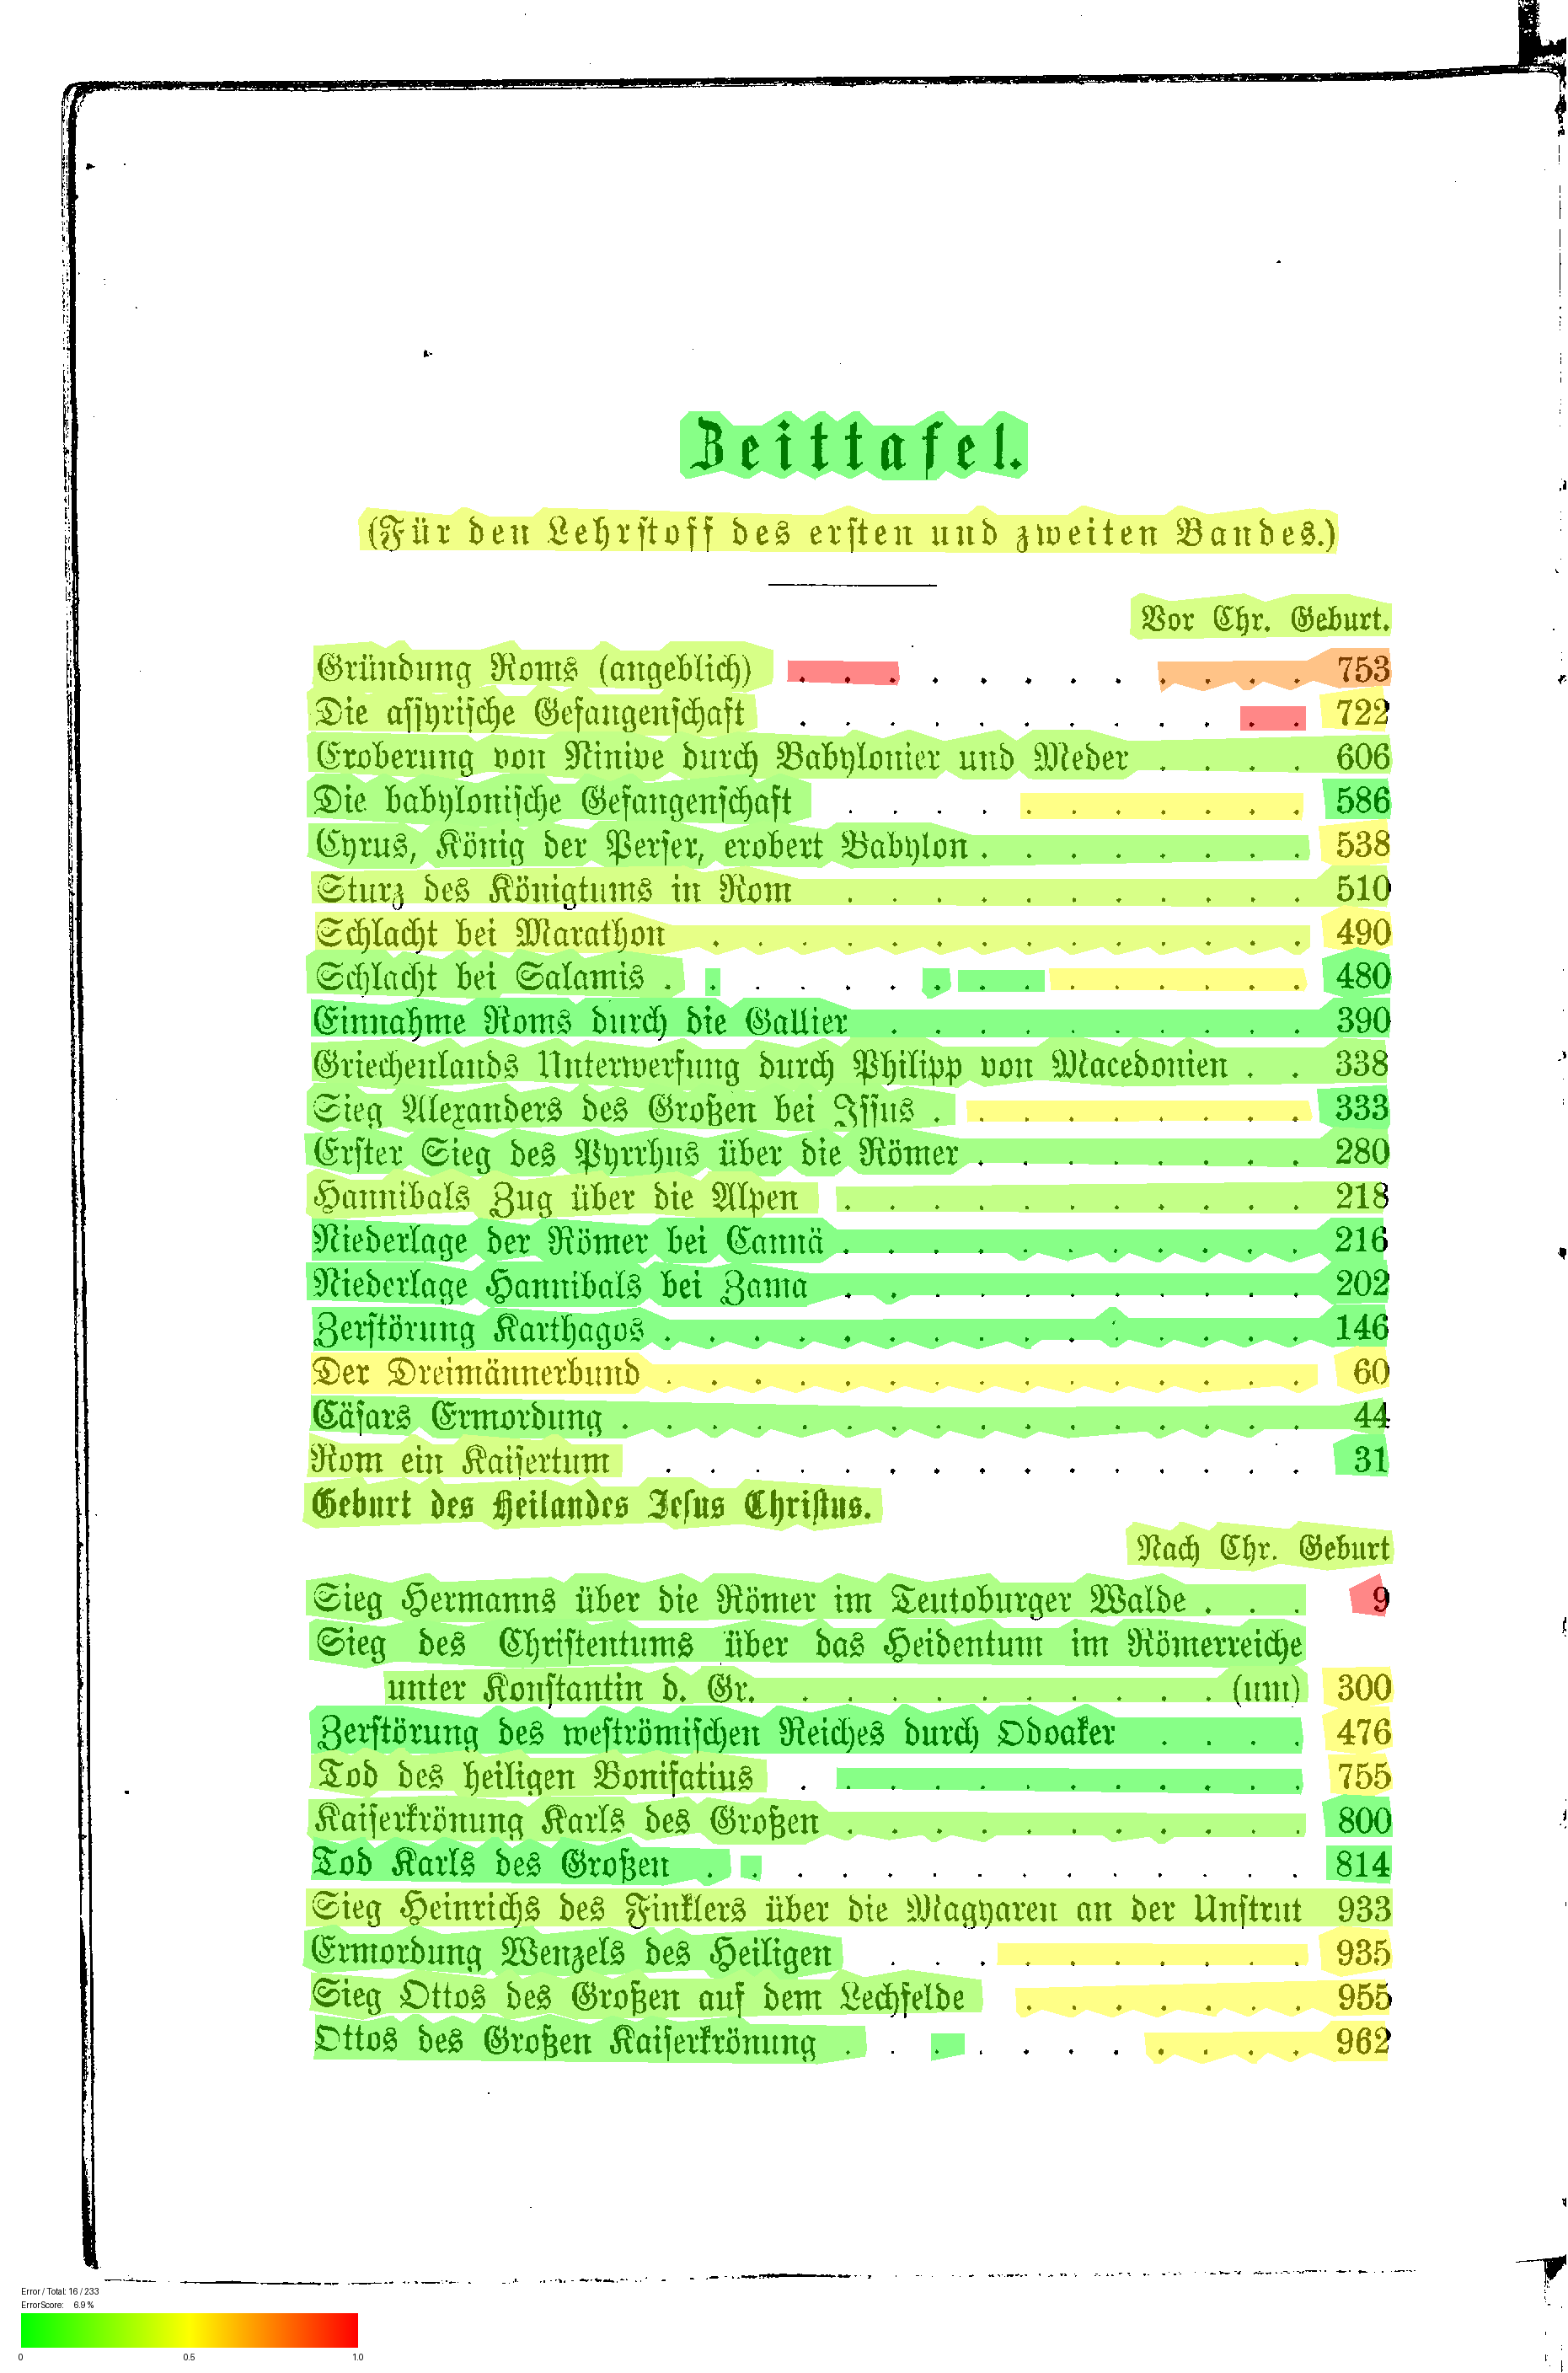 Zeittafel.
(Für den Lehrstoff des ersten und zweiten Bandes.)
Vor Chr. Geburt.
Gründung Roms (angeblich) . . . . . . . . . . . . 753
Die assyrische Gefangenschaft . . . . . . . . . . . . 722
Eroberung von Ninive durch Babylonier und Meder . . . . 606
Die babylonische Gefangenschaft . . . . . . . . . . . 586
Cyrus, König der Perser, erobert Babylon . . . . . . . . 538
Sturz des Königtums in Rom . . . . . . . . . . . 510
Schlacht bei Marathon . . . . . . . . . . . . . . 490
Schlacht bei Salamis . . . . . . . . . . . . . . . 480
Einnahme Roms durch die Gallier . . . . . . . . . . 390
Griechenlands Unterwerfung durch Philipp von Macedonien . . 338
Sieg Alexanders des Großen bei Issus . . . . . . . . . 333
Erster Sieg des Pyrrhus über die Römer . . . . . . . . 280
Hannibals Zug über die Alpen . . . . . . . . . . . 218
Niederlage der Römer bei Cannä . . . . . . . . . . . 216
Niederlage Hannibals bei Zama . . . . . . . . . . . 202
Zerstörung Karthagos . . . . . . . . . . . . . . . 146
Der Dreimännerbund . . . . . . . . . . . . . . . 60
Cäsars Ermordung . . . . . . . . . . . . . . . . 44
Rom ein Kaisertum . . . . . . . . . . . . . . . 31
Geburt des Heilandes Jesus Christus.
Nach Chr. Geburt
Sieg Hermanns über die Römer im Teutoburger Walde . . . 9
Sieg des Christentums über das Heidentum im Römerreiche
unter Konstantin d. Gr. . . . . . . . . . . (um) 300
Zerstörung des weströmischen Reiches durch Odoaker . . . . 476
Tod des heiligen Bonifatius . . . . . . . . . . . . 755
Kaiserkrönung Karls des Großen . . . . . . . . . . . 800
Tod Karls des Großen . . . . . . . . . . . . . . 814
Sieg Heinrichs des Finklers über die Magyaren an der Unstrut 933
Ermordung Wenzels des Heiligen . . . . . . . . . . 935
Sieg Ottos des Großen auf dem Lechfelde . . . . . . . 955
Ottos des Großen Kaiserkrönung . . . . . . . . . . . 962
Error / Total: 16 / 233
ErrorScore: 6.9 %
0 0.5 1.0